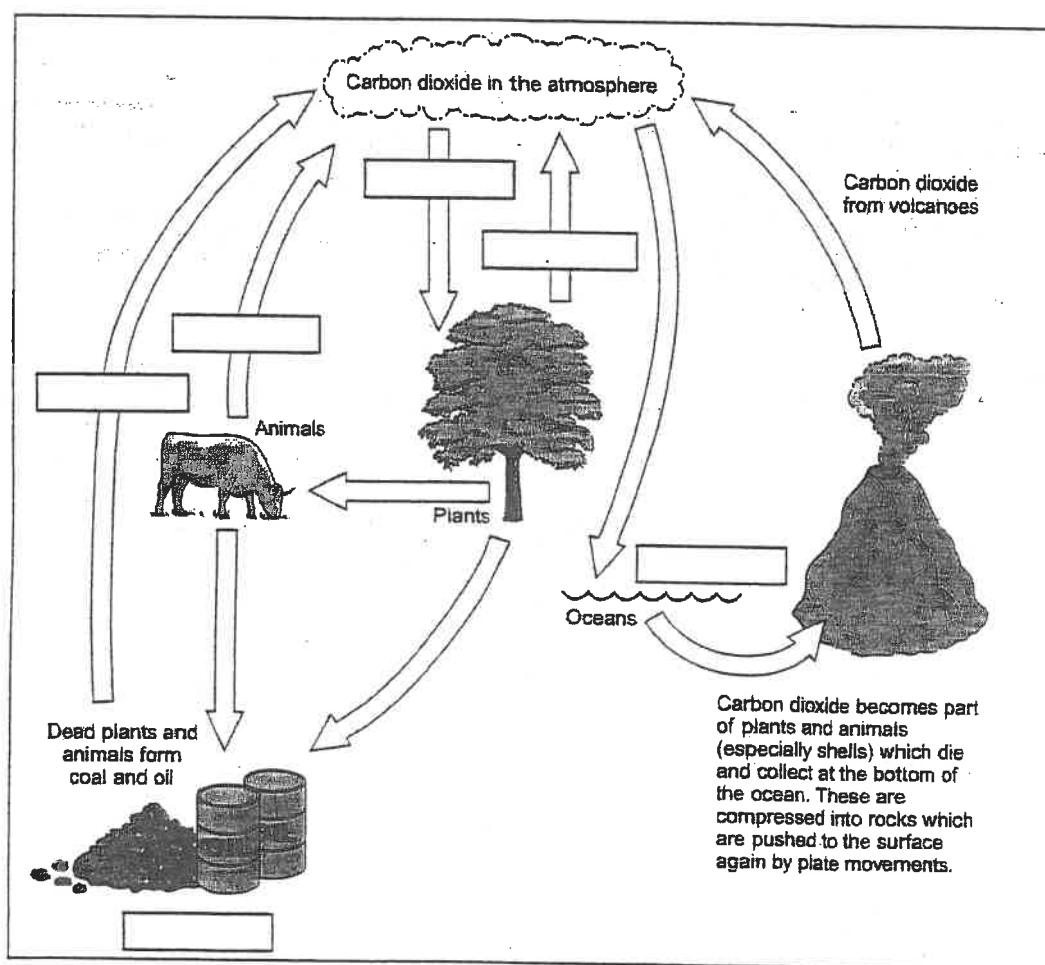 Carbon dioxide in the atmosphere
Carbon dioxide
from volcanoes
Animals
Plants
Oceans
Dead plants and
animals form
coal and oil
Carbon dioxide becomes part
of plants and animals
(especially shells) which die
and collect at the bottom of
the ocean. These are
compressed into rocks which
are pushed to the surface
again by plate movements.